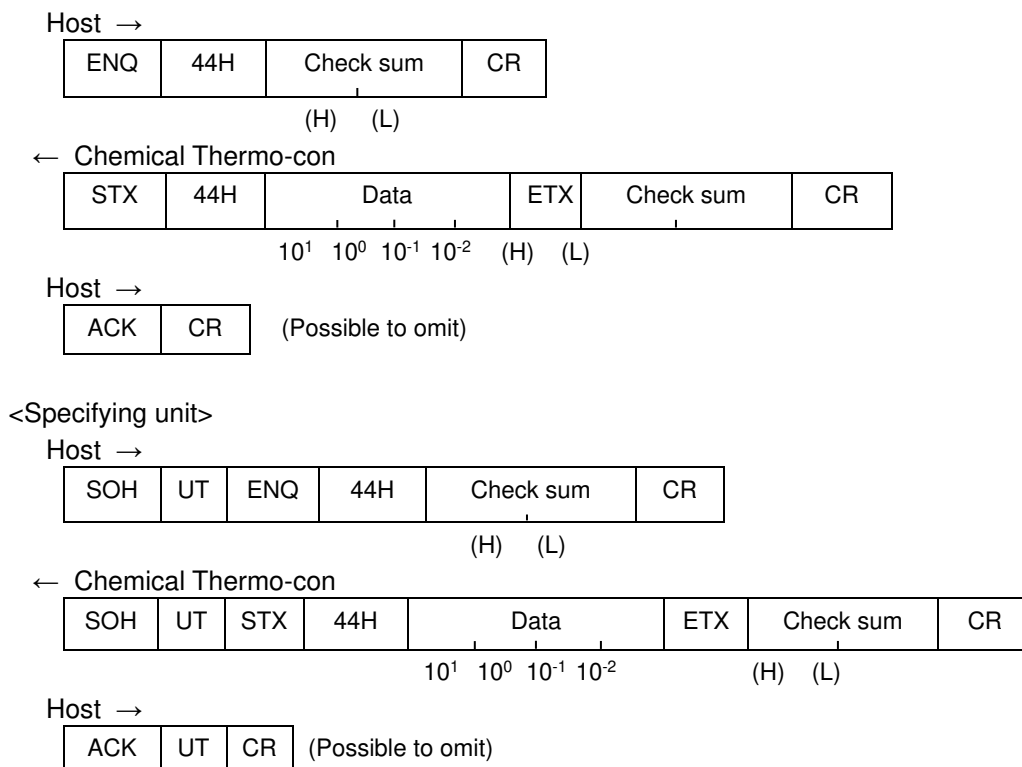 Host →
ENQ 44H Check sum CR
(H) (L)
← Chemical Thermo-con
STX 44H Data ETX Check sum CR
10¹ 10⁰ 10⁻¹ 10⁻² (H) (L)
Host →
ACK CR (Possible to omit)
<Specifying unit>
Host →
SOH UT ENQ 44H Check sum CR
(H) (L)
← Chemical Thermo-con
SOH UT STX 44H Data ETX Check sum CR
10¹ 10⁰ 10⁻¹ 10⁻² (H) (L)
Host →
ACK UT CR (Possible to omit)